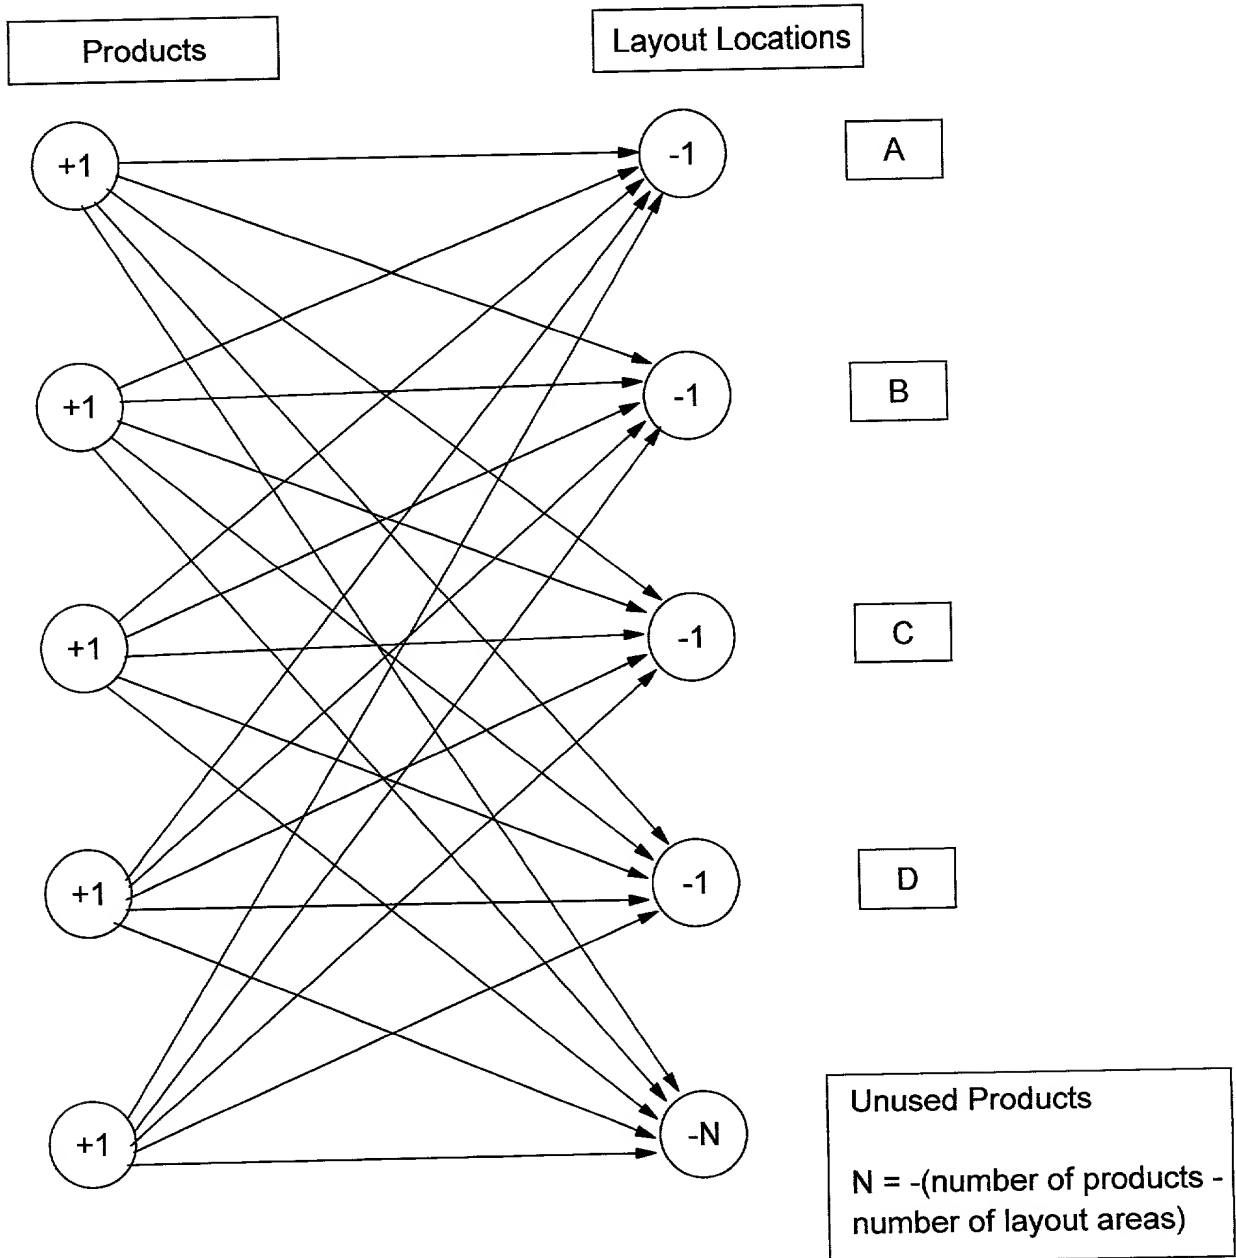 Products
Layout Locations
+1
-1
A
+1
-1
B
+1
-1
C
+1
-1
D
+1
-N
Unused Products
N = -(number of products -
number of layout areas)